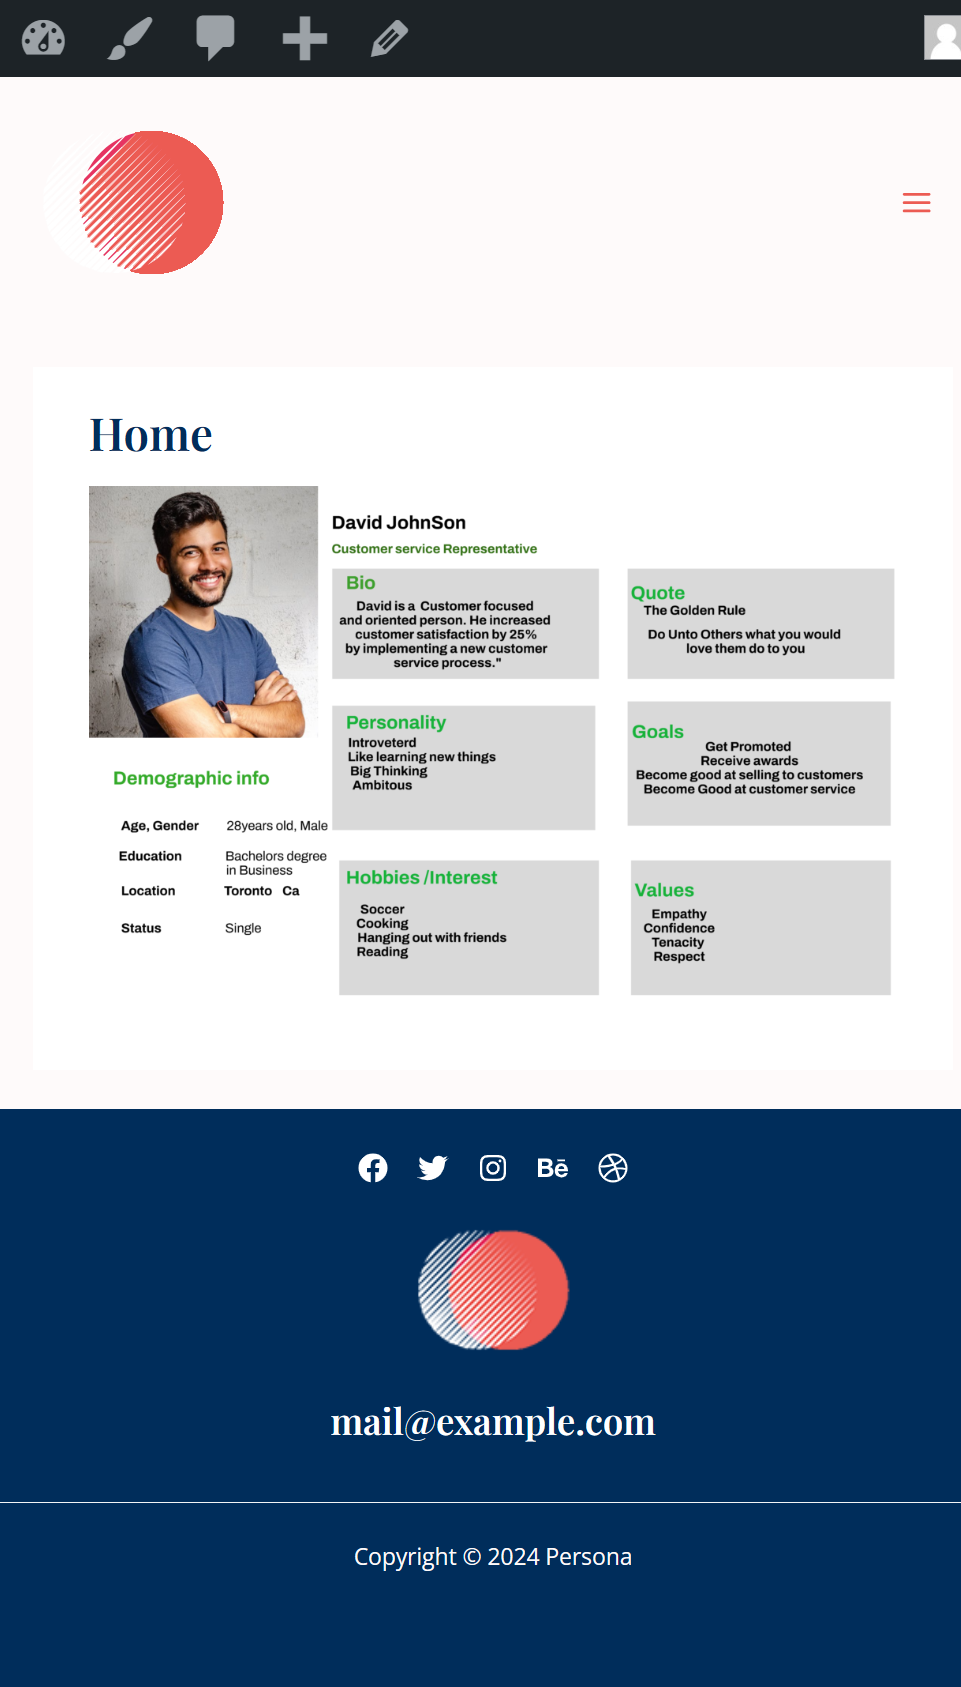 Home
David JohnSon
Customer service Representative
Bio
David is a Customer focused
and oriented person. He increased
customer satisfaction by 25%
by implementing a new customer
service process."
Quote
The Golden Rule
Do Unto Others what you would
love them do to you
Personality
Introveterd
Like learning new things
Big Thinking
Ambitous
Goals
Get Promoted
Receive awards
Become good at selling to customers
Become Good at customer service
Demographic info
Age, Gender 28years old, Male
Education Bachelors degree
in Business
Location Toronto Ca
Status Single
Hobbies /Interest
Soccer
Cooking
Hanging out with friends
Reading
Values
Empathy
Confidence
Tenacity
Respect
Bē
mail@example.com
Copyright © 2024 Persona